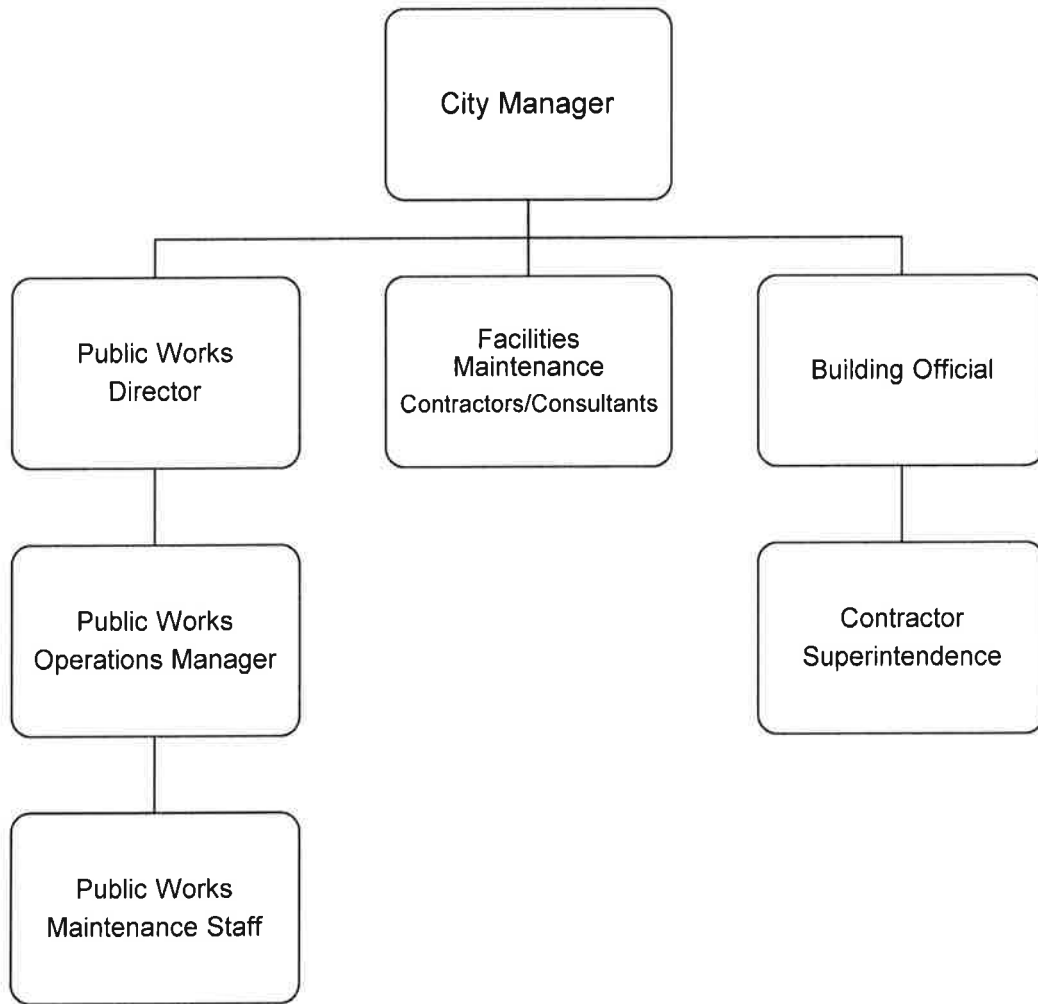 City Manager
Public Works
Director
Facilities
Maintenance
Contractors/Consultants
Building Official
Public Works
Operations Manager
Contractor
Superintendence
Public Works
Maintenance Staff